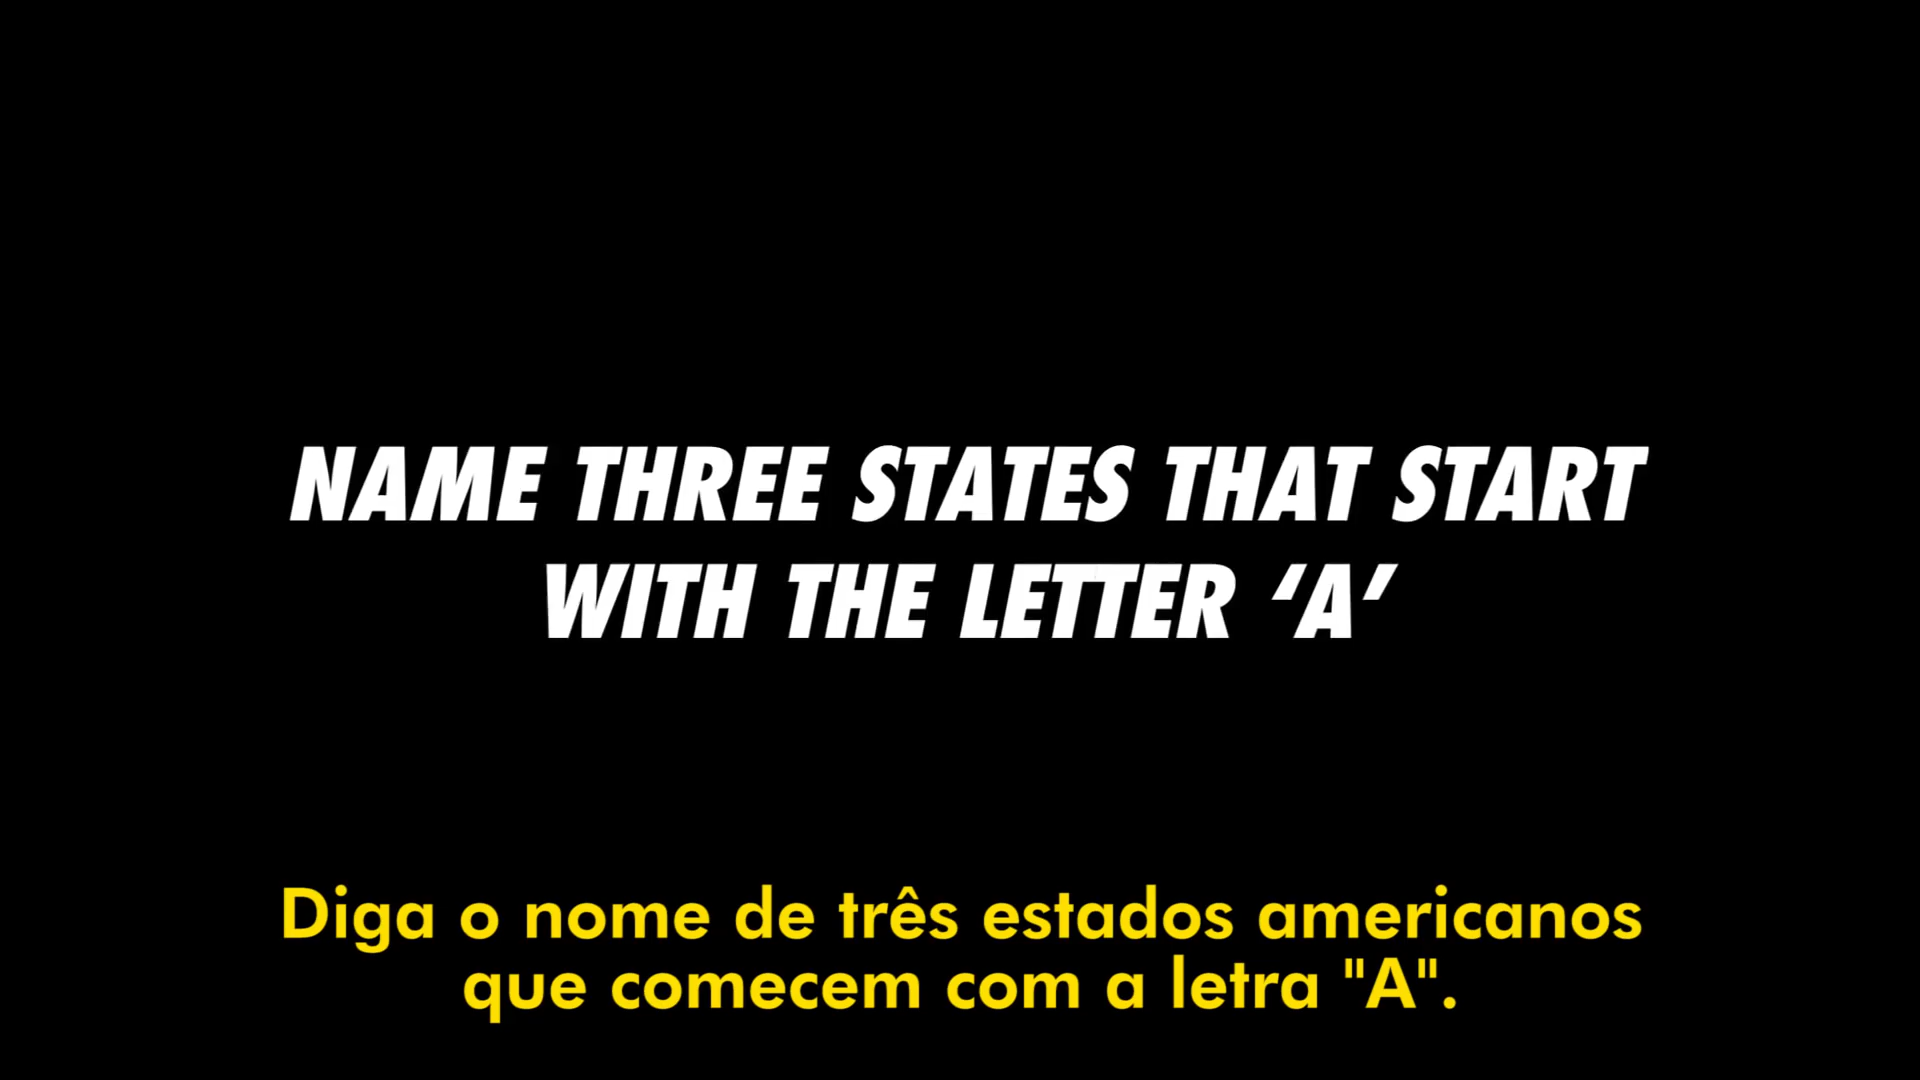 NAME THREE STATES THAT START
WITH THE LETTER ‘A’
Diga o nome de três estados americanos
que comecem com a letra "A".